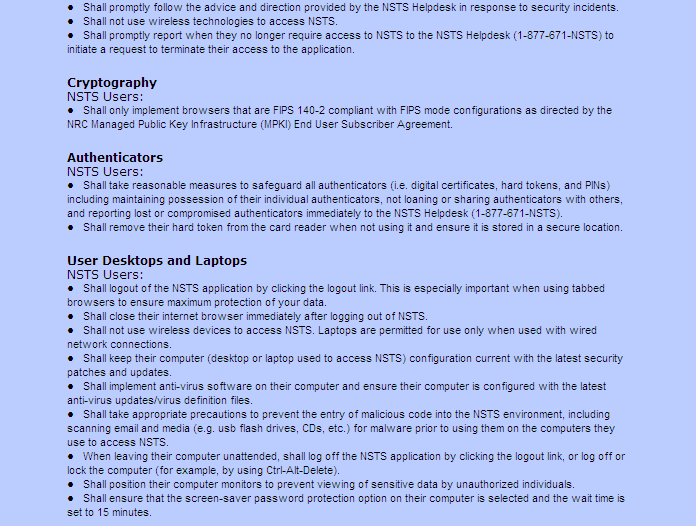 ● Shall promptly follow the advice and direction provided by the NSTS Helpdesk in response to security incidents.
● Shall not use wireless technologies to access NSTS.
● Shall promptly report when they no longer require access to NSTS to the NSTS Helpdesk (1-877-671-NSTS) to
initiate a request to terminate their access to the application.
Cryptography
NSTS Users:
● Shall only implement browsers that are FIPS 140-2 compliant with FIPS mode configurations as directed by the
NRC Managed Public Key Infrastructure (MPKI) End User Subscriber Agreement.
Authenticators
NSTS Users:
● Shall take reasonable measures to safeguard all authenticators (i.e. digital certificates, hard tokens, and PINs)
including maintaining possession of their individual authenticators, not loaning or sharing authenticators with others,
and reporting lost or compromised authenticators immediately to the NSTS Helpdesk (1-877-671-NSTS).
● Shall remove their hard token from the card reader when not using it and ensure it is stored in a secure location.
User Desktops and Laptops
NSTS Users:
● Shall logout of the NSTS application by clicking the logout link. This is especially important when using tabbed
browsers to ensure maximum protection of your data.
● Shall close their internet browser immediately after logging out of NSTS.
● Shall not use wireless devices to access NSTS. Laptops are permitted for use only when used with wired
network connections.
● Shall keep their computer (desktop or laptop used to access NSTS) configuration current with the latest security
patches and updates.
● Shall implement anti-virus software on their computer and ensure their computer is configured with the latest
anti-virus updates/virus definition files.
● Shall take appropriate precautions to prevent the entry of malicious code into the NSTS environment, including
scanning email and media (e.g. usb flash drives, CDs, etc.) for malware prior to using them on the computers they
use to access NSTS.
● When leaving their computer unattended, shall log off the NSTS application by clicking the logout link, or log off or
lock the computer (for example, by using Ctrl-Alt-Delete).
● Shall position their computer monitors to prevent viewing of sensitive data by unauthorized individuals.
● Shall ensure that the screen-saver password protection option on their computer is selected and the wait time is
set to 15 minutes.